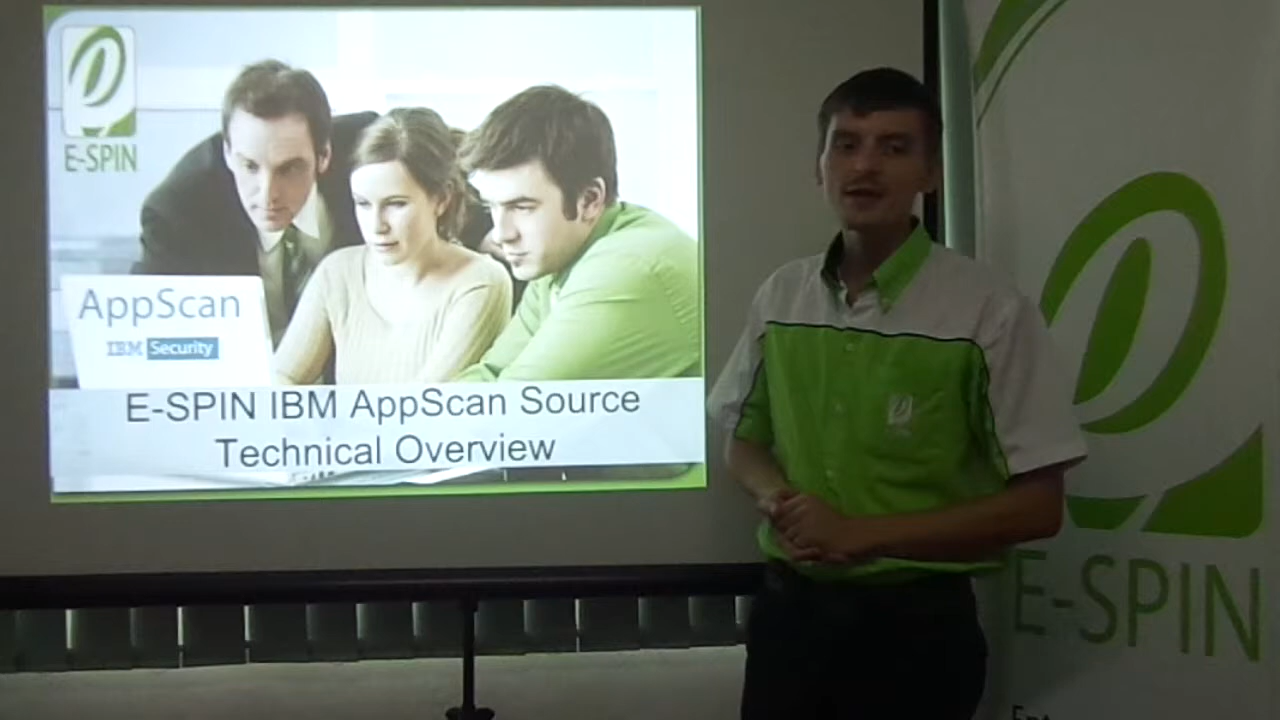 E-SPIN
AppScan
IBM Security
E-SPIN IBM AppScan Source
Technical Overview
E-SPIN